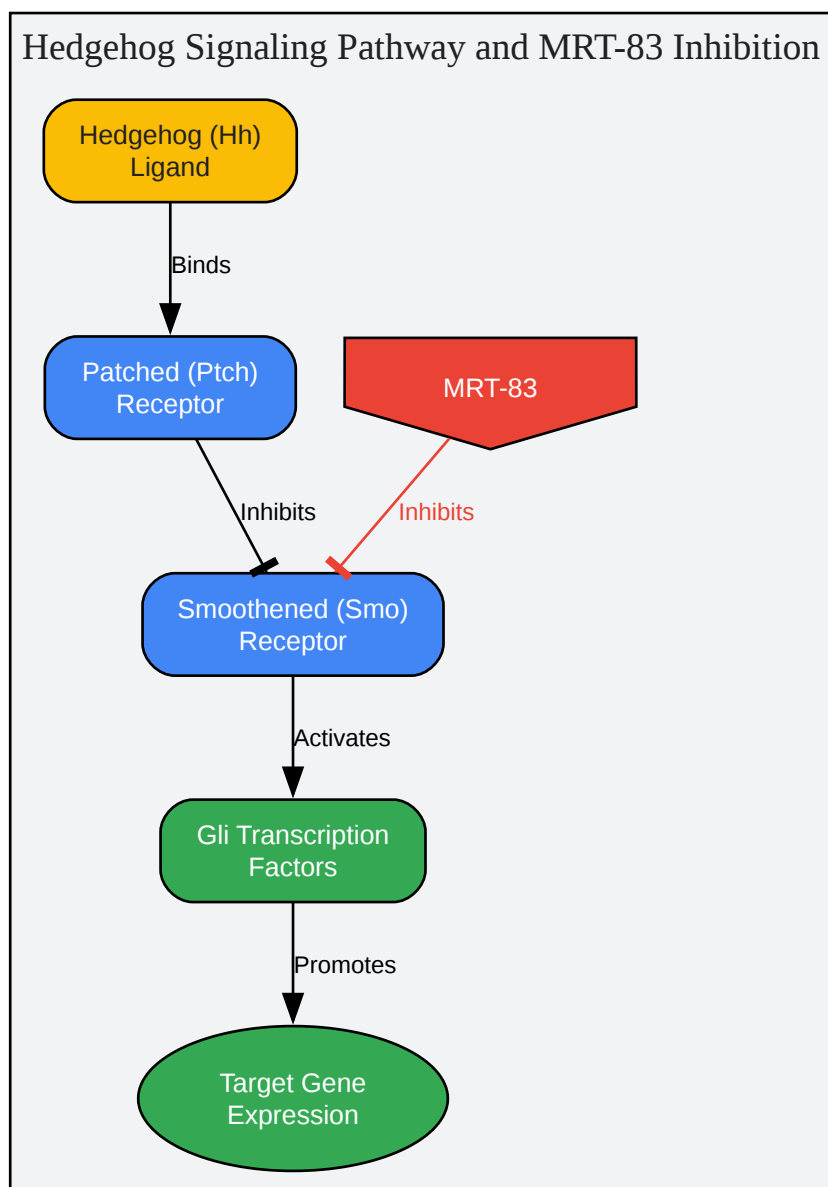 Hedgehog Signaling Pathway and MRT-83 Inhibition
Hedgehog (Hh)
Ligand
Binds
Patched (Ptch)
Receptor
MRT-83
Inhibits
Inhibits
Smoothened (Smo)
Receptor
Activates
Gli Transcription
Factors
Promotes
Target Gene
Expression